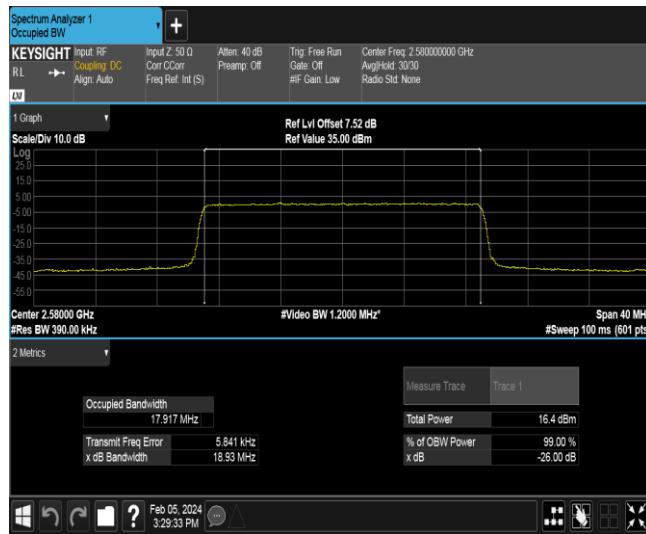 Spectrum Analyzer 1
Occupied BW
KEYSIGHT
RL
LXI
Input: RF
Coupling: DC
Align: Auto
Input Z: 50 Ω
Corr CCorr
Freq Ref: Int (S)
Atten: 40 dB
Preamp: Off
Trig: Free Run
Gate: Off
#IF Gain: Low
Center Freq: 2.580000000 GHz
Avg|Hold: 30/30
Radio Std: None
1 Graph
Scale/Div 10.0 dB
Ref Lvl Offset 7.52 dB
Ref Value 35.00 dBm
Log
25.0
15.0
5.00
-5.00
-15.0
-25.0
-35.0
-45.0
-55.0
Center 2.58000 GHz
#Res BW 390.00 kHz
#Video BW 1.2000 MHz*
Span 40 MH
#Sweep 100 ms (601 pts
2 Metrics
Measure Trace Trace 1
Occupied Bandwidth
17.917 MHz
Total Power 16.4 dBm
Transmit Freq Error 5.841 kHz
% of OBW Power 99.00 %
x dB Bandwidth 18.93 MHz
x dB -26.00 dB
?
Feb 05, 2024
3:29:33 PM